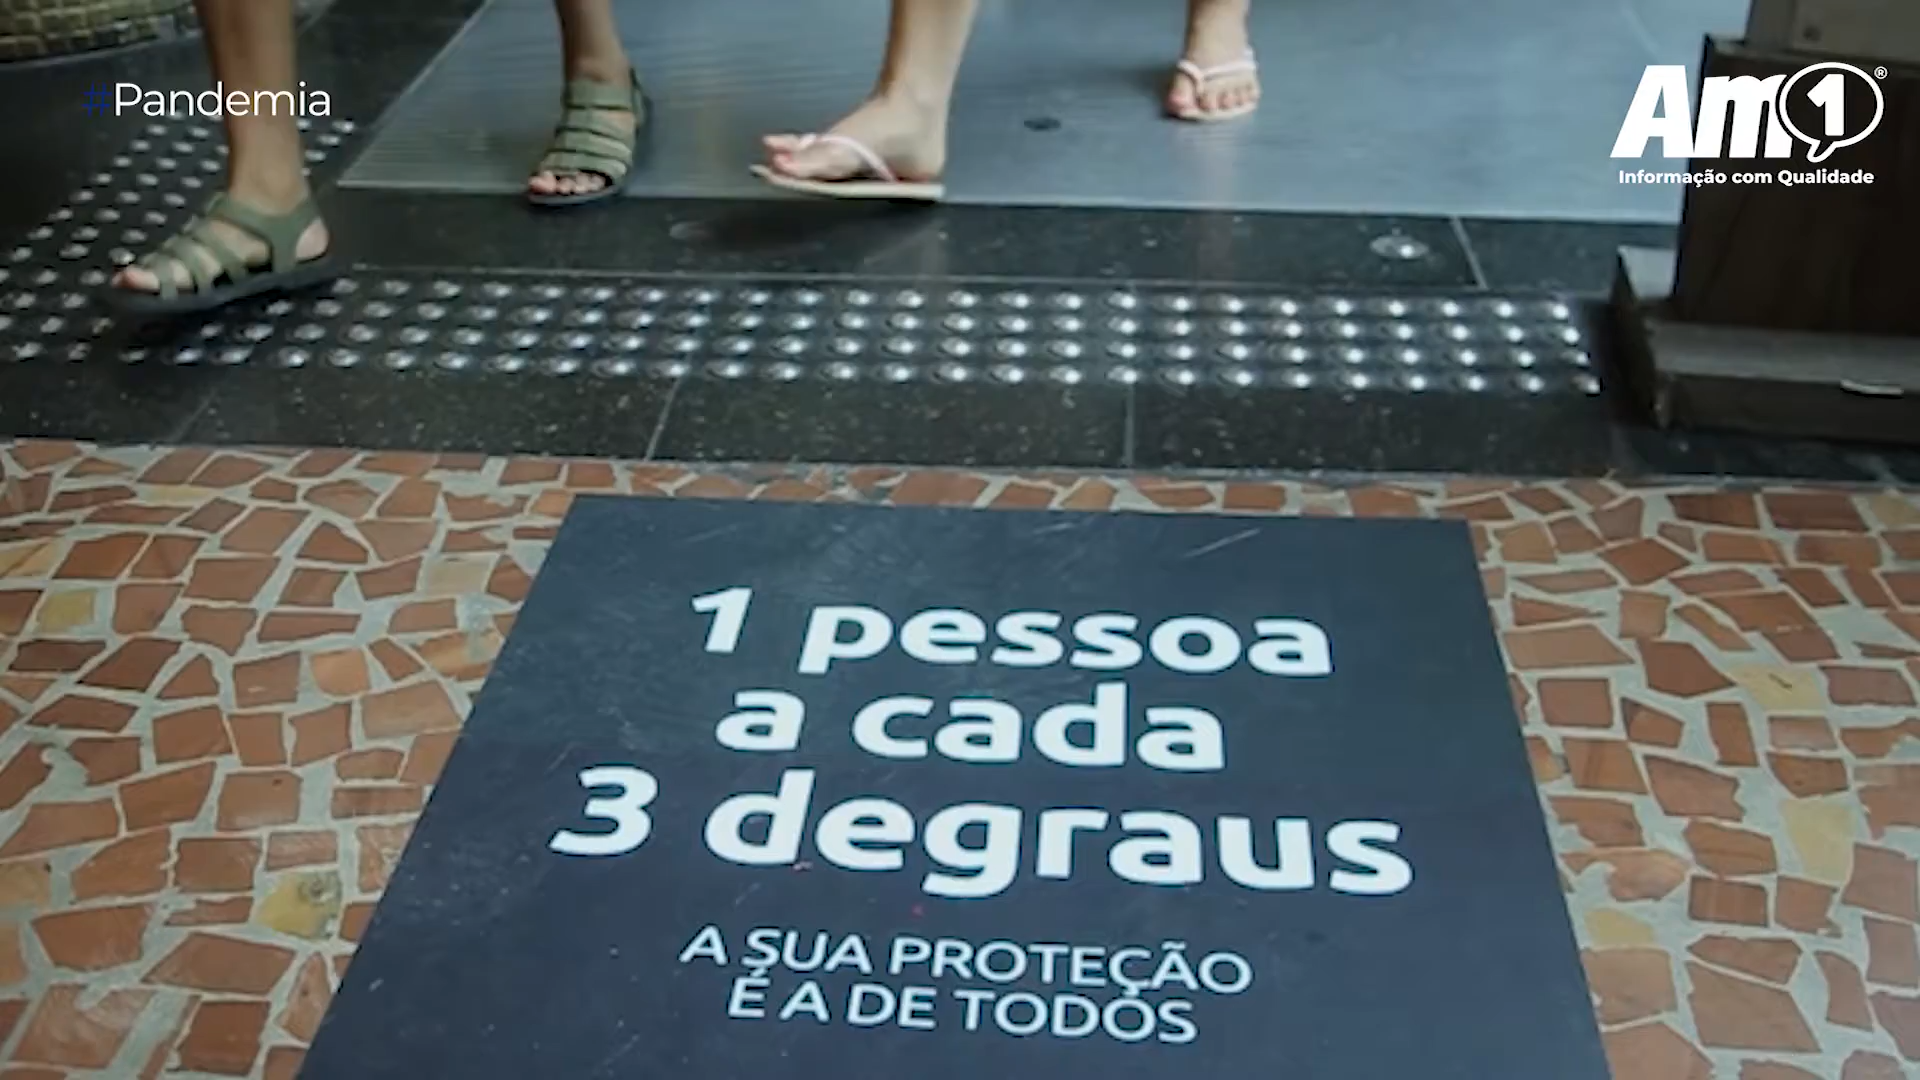 #Pandemia
Am1®
Informação com Qualidade
1 pessoa
a cada
3 degraus
A SUA PROTEÇÃO
É A DE TODOS